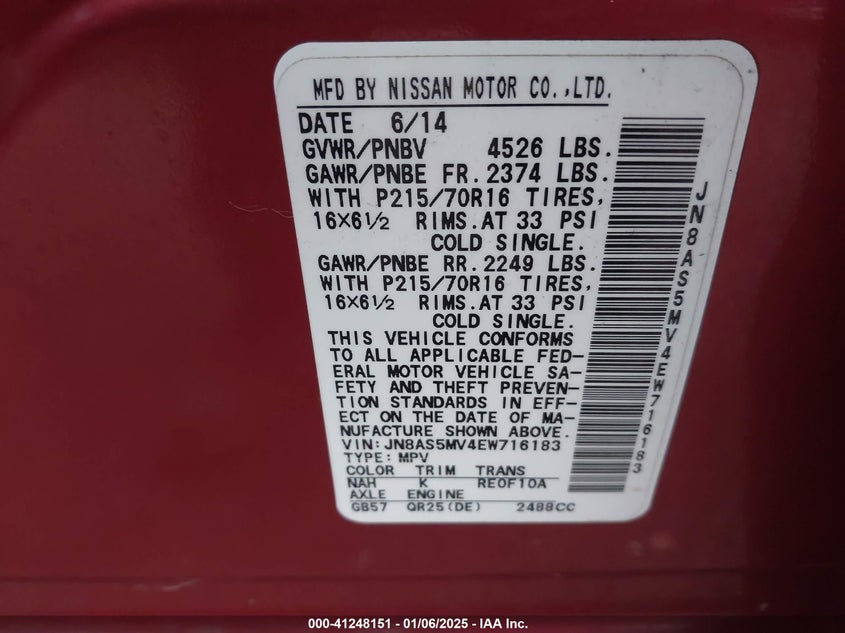 MFD BY NISSAN MOTOR CO.,LTD.
DATE 6/14
GVWR/PNBV 4526 LBS.
GAWR/PNBE FR. 2374 LBS.
WITH P215/70R16 TIRES,
16X6½ RIMS. AT 33 PSI
COLD SINGLE.
GAWR/PNBE RR. 2249 LBS.
WITH P215/70R16 TIRES,
16X6½ RIMS. AT 33 PSI
COLD SINGLE.
THIS VEHICLE CONFORMS
TO ALL APPLICABLE FED-
ERAL MOTOR VEHICLE SA-
FETY AND THEFT PREVEN-
TION STANDARDS IN EFF-
ECT ON THE DATE OF MA-
NUFACTURE SHOWN ABOVE.
VIN: JN8AS5MV4EW716183
TYPE: MPV
COLOR TRIM TRANS
NAH K RE0F10A
AXLE ENGINE
GB57 QR25(DE) 2488CC
JN8AS5MV4EW716183
000-41248151 - 01/06/2025 - IAA Inc.